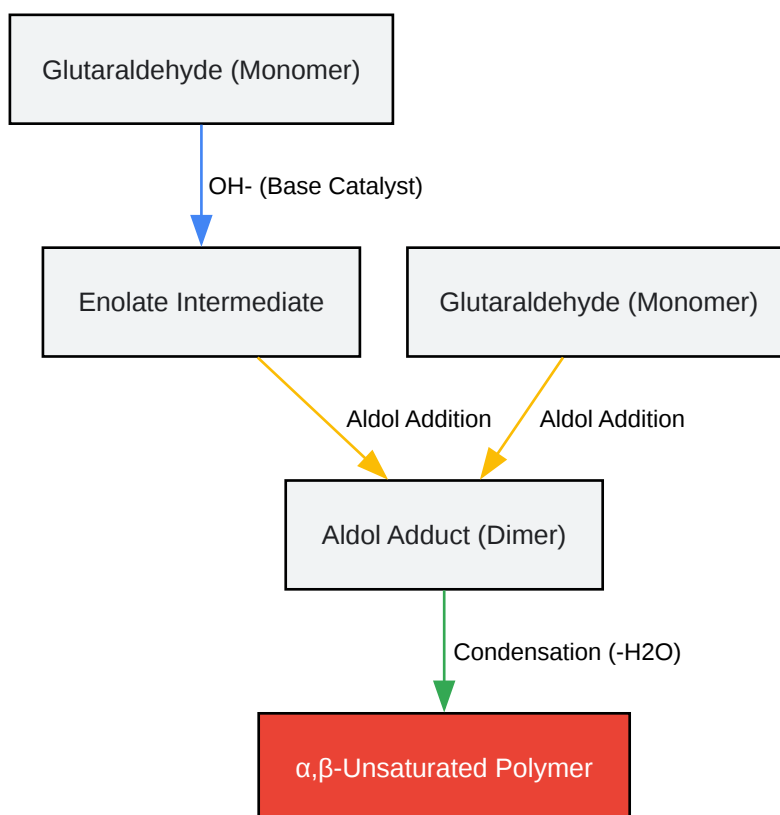 Glutaraldehyde (Monomer)
OH- (Base Catalyst)
Enolate Intermediate
Glutaraldehyde (Monomer)
Aldol Addition
Aldol Addition
Aldol Adduct (Dimer)
Condensation (-H2O)
α,β-Unsaturated Polymer